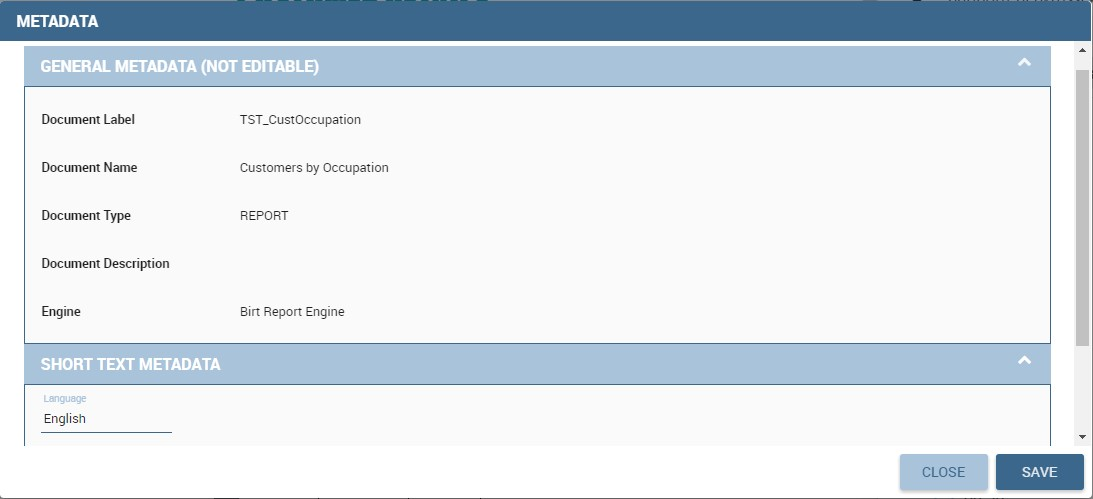 METADATA
GENERAL METADATA (NOT EDITABLE)
Document Label TST_CustOccupation
Document Name Customers by Occupation
Document Type REPORT
Document Description
Engine Birt Report Engine
SHORT TEXT METADATA
Language
English
CLOSE SAVE